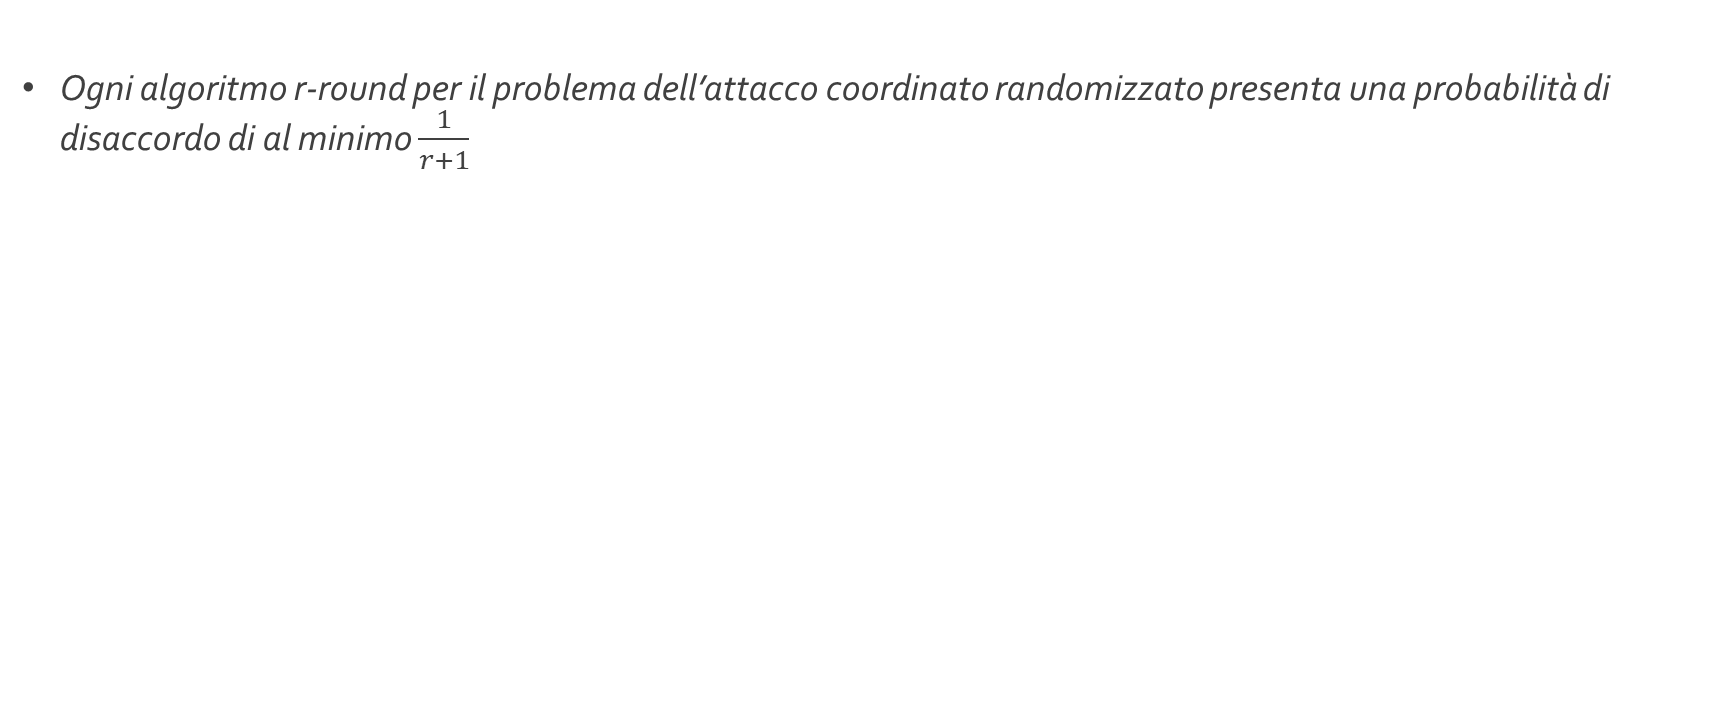 • Ogni algoritmo r-round per il problema dell’attacco coordinato randomizzato presenta una probabilità di
disaccordo di al minimo 1/(r+1)